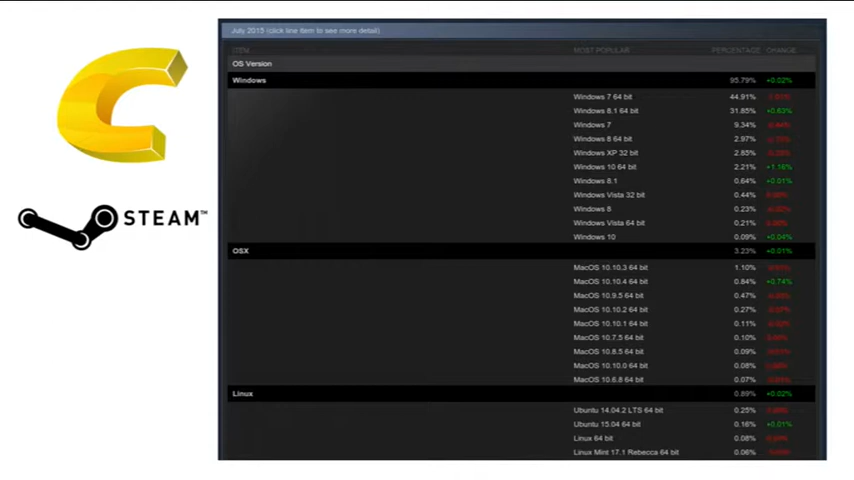 July 2015 (click line item to see more detail)
ITEM MOST POPULAR PERCENTAGE CHANGE
OS Version
Windows 95.79% +0.02%
Windows 7 64 bit 44.91%
Windows 8.1 64 bit 31.85% +0.63%
Windows 7 9.34%
Windows 8 64 bit 2.97%
Windows XP 32 bit 2.85%
Windows 10 64 bit 2.21% +1.16%
Windows 8.1 0.64% +0.01%
Windows Vista 32 bit 0.44%
Windows 8 0.23%
Windows Vista 64 bit 0.21%
Windows 10 0.09% +0.04%
OSX 3.23% +0.01%
MacOS 10.10.3 64 bit 1.10%
MacOS 10.10.4 64 bit 0.84% +0.74%
MacOS 10.9.5 64 bit 0.47%
MacOS 10.10.2 64 bit 0.27%
MacOS 10.10.1 64 bit 0.11%
MacOS 10.7.5 64 bit 0.10%
MacOS 10.8.5 64 bit 0.09%
MacOS 10.10.0 64 bit 0.08%
MacOS 10.6.8 64 bit 0.07%
Linux 0.89% +0.02%
Ubuntu 14.04.2 LTS 64 bit 0.25%
Ubuntu 15.04 64 bit 0.16% +0.01%
Linux 64 bit 0.08%
Linux Mint 17.1 Rebecca 64 bit 0.06%
C
STEAM™